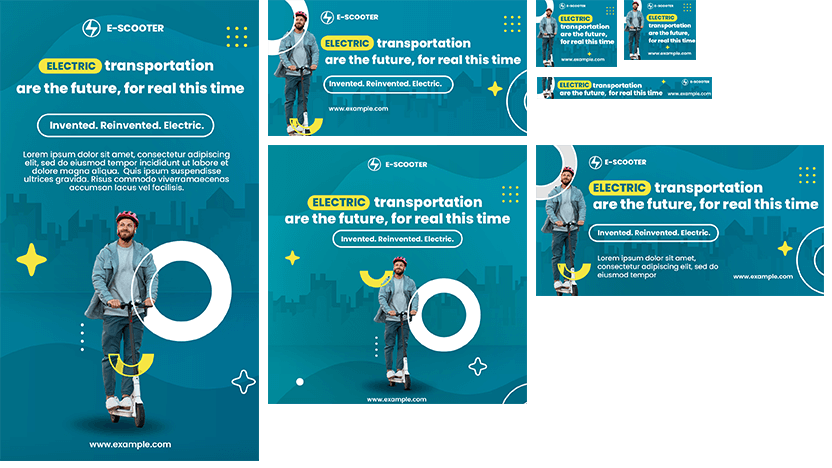 E-SCOOTER
ELECTRIC transportation
are the future, for real this time
Invented. Reinvented. Electric.
Lorem ipsum dolor sit amet, consectetur adipiscing
elit, sed do eiusmod tempor incididunt ut labore et
dolore magna aliqua. Quis ipsum suspendisse
ultrices gravida. Risus commodo viverramaecenas
accumsan lacus vel facilisis.
www.example.com
E-SCOOTER
ELECTRIC transportation
are the future, for real this time
Invented. Reinvented. Electric.
www.example.com
E-SCOOTER
ELECTRIC transportation
are the future, for real this time
Invented. Reinvented. Electric.
www.example.com
E-SCOOTER
ELECTRIC transportation
are the future,
for real this time
www.example.com
E-SCOOTER
ELECTRIC transportation
are the future,
for real this time
www.example.com
ELECTRIC transportation
are the future, for real this time
E-SCOOTER
www.example.com
E-SCOOTER
ELECTRIC transportation
are the future, for real this time
Invented. Reinvented. Electric.
Lorem ipsum dolor sit amet,
consectetur adipiscing elit, sed do
eiusmod tempor
www.example.com